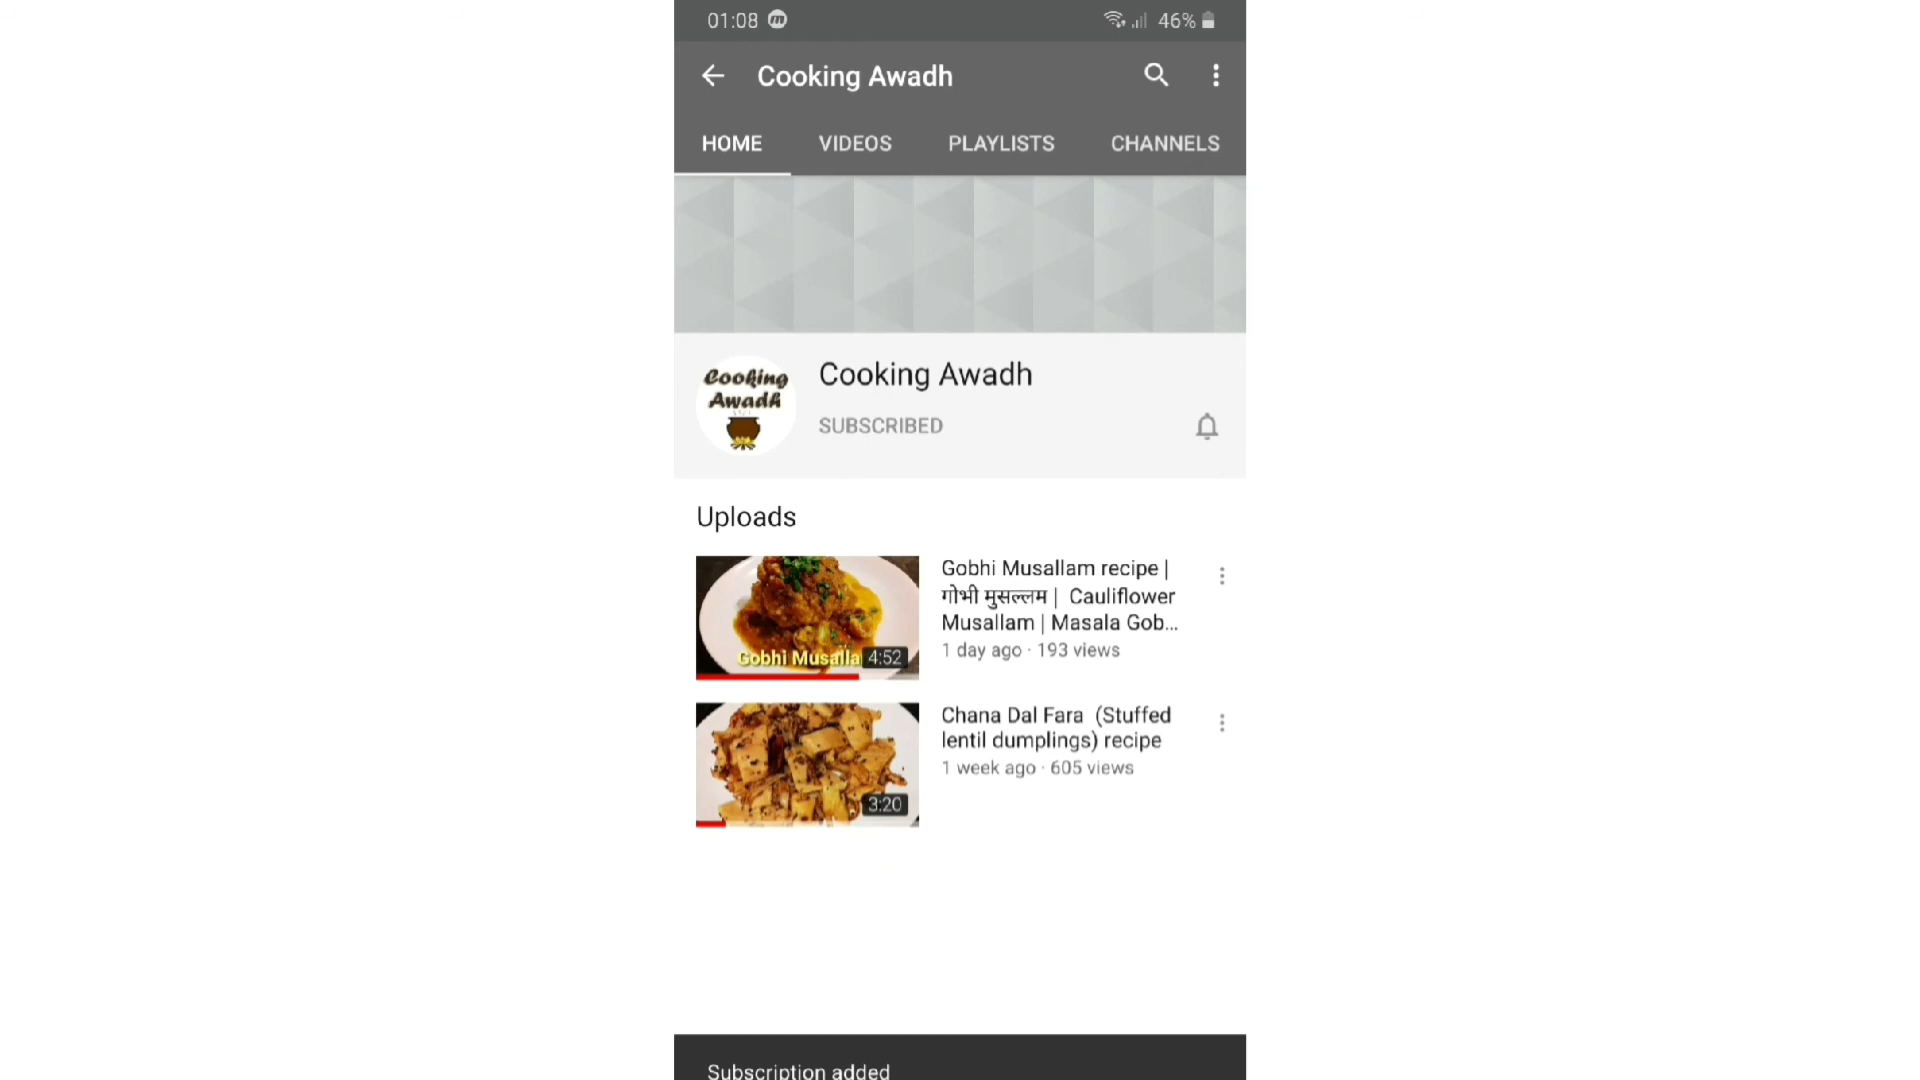 01:08
46%
Cooking Awadh
HOME VIDEOS PLAYLISTS CHANNELS
Cooking
Awadh
Cooking Awadh
SUBSCRIBED
Uploads
Gobhi Musalla
4:52
Gobhi Musallam recipe |
गोभी मुसल्लम | Cauliflower
Musallam | Masala Gob...
1 day ago · 193 views
3:20
Chana Dal Fara (Stuffed
lentil dumplings) recipe
1 week ago · 605 views
Subscription added